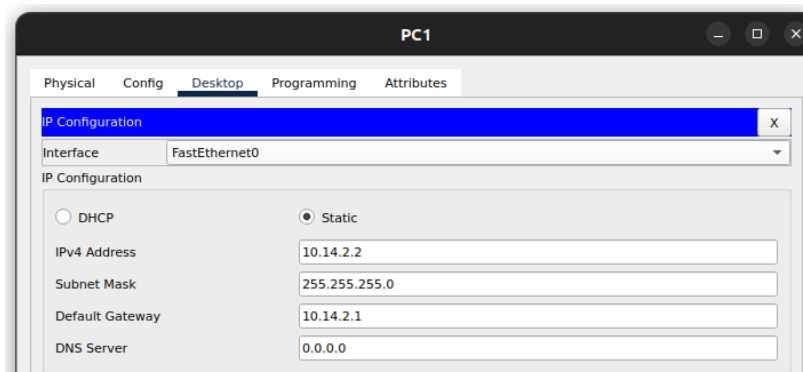 PC1
Physical Config Desktop Programming Attributes
IP Configuration X
Interface FastEthernet0
IP Configuration
DHCP Static
IPv4 Address 10.14.2.2
Subnet Mask 255.255.255.0
Default Gateway 10.14.2.1
DNS Server 0.0.0.0